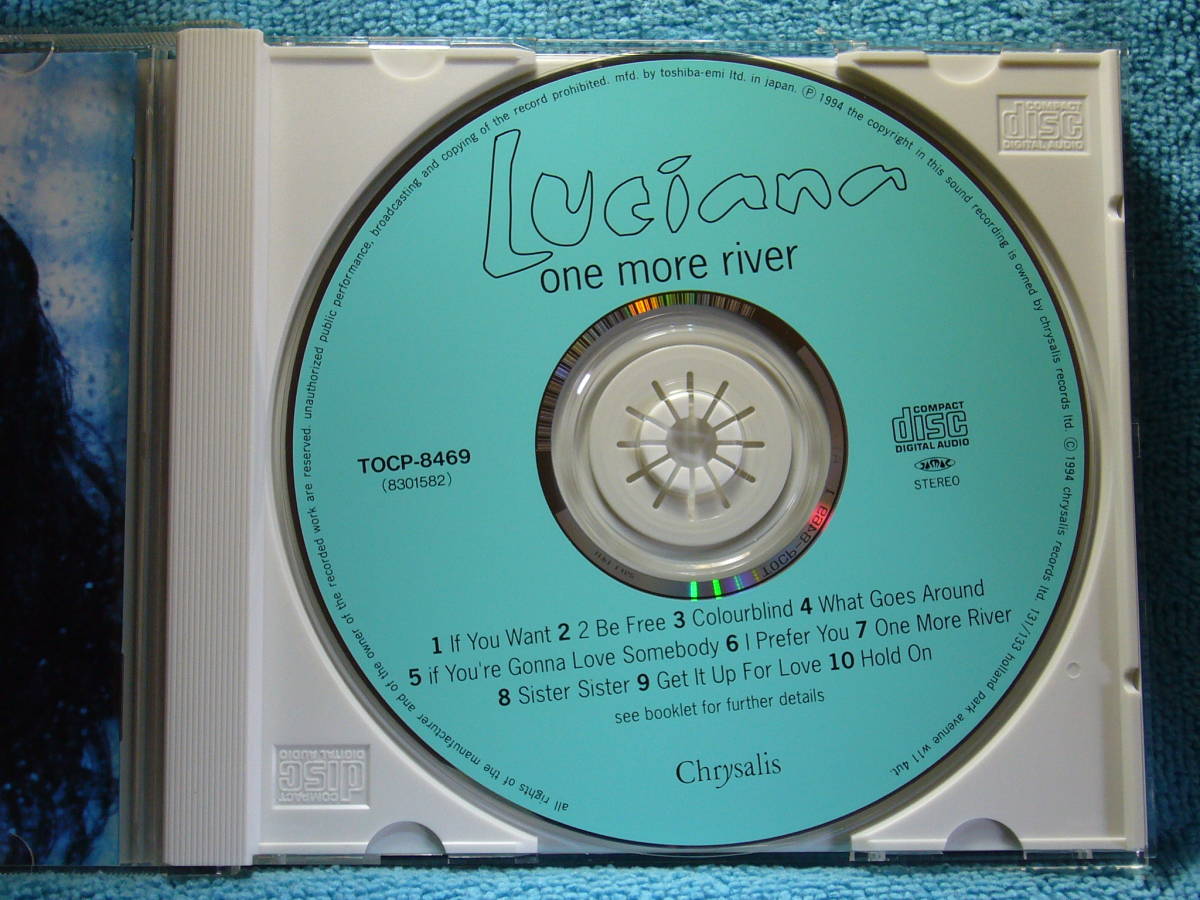 Luciana
one more river
TOCP-8469
(8301582)
COMPACT
disc
DIGITAL AUDIO
JASRAC
STEREO
1 If You Want 2 2 Be Free 3 Colourblind 4 What Goes Around
5 if You're Gonna Love Somebody 6 I Prefer You 7 One More River
8 Sister Sister 9 Get It Up For Love 10 Hold On
see booklet for further details
Chrysalis
all rights of the manufacturer and of the owner of the recorded work are reserved. unauthorized public performance, broadcasting and copying of the record prohibited. mfd. by toshiba-emi ltd. in japan. Ⓟ 1994 the copyright in this sound recording is owned by chrysalis records ltd. © 1994 chrysalis records ltd 131/133 holland park avenue w11 4ut.
TOCP-8469 1
COMPACT
disc
DIGITAL AUDIO
COMPACT
disc
DIGITAL AUDIO